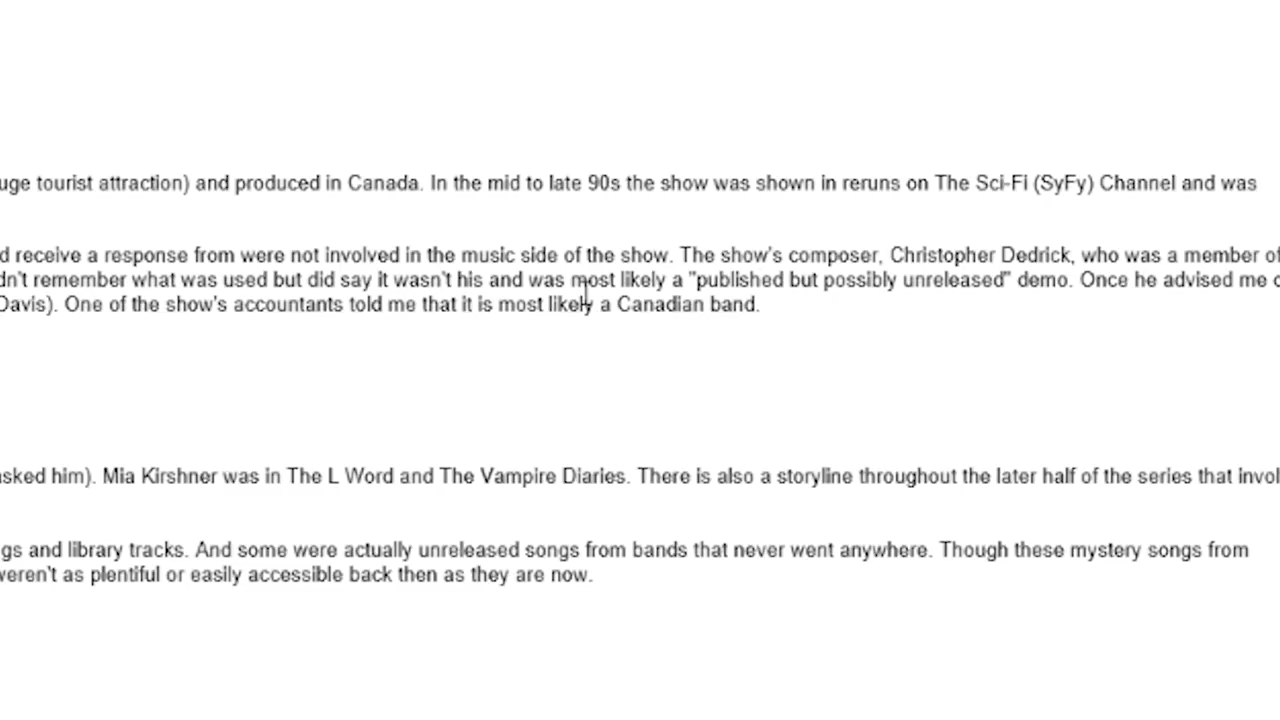 uge tourist attraction) and produced in Canada. In the mid to late 90s the show was shown in reruns on The Sci-Fi (SyFy) Channel and was
d receive a response from were not involved in the music side of the show. The show's composer, Christopher Dedrick, who was a member of
dn't remember what was used but did say it wasn't his and was most likely a "published but possibly unreleased" demo. Once he advised me o
Davis). One of the show's accountants told me that it is most likely a Canadian band.
asked him). Mia Kirshner was in The L Word and The Vampire Diaries. There is also a storyline throughout the later half of the series that invol
gs and library tracks. And some were actually unreleased songs from bands that never went anywhere. Though these mystery songs from
weren't as plentiful or easily accessible back then as they are now.